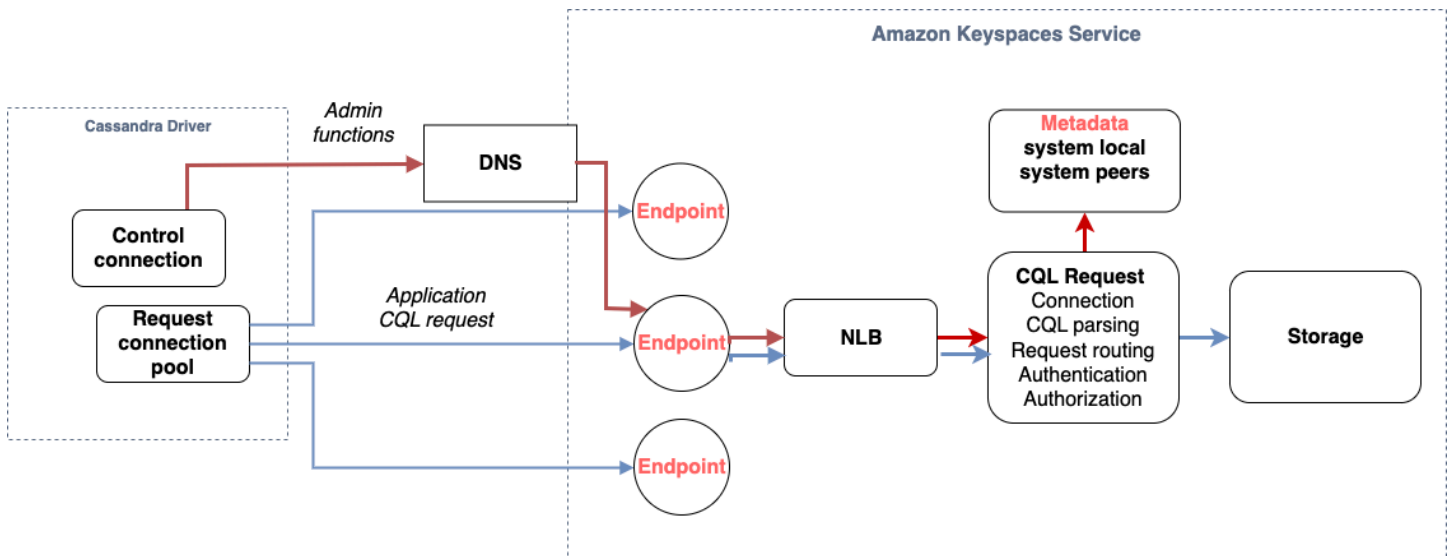 Amazon Keyspaces Service
Cassandra Driver
Admin
functions
DNS
Control
connection
Request
connection
pool
Application
CQL request
Endpoint
Endpoint
Endpoint
NLB
Metadata
system local
system peers
CQL Request
Connection
CQL parsing
Request routing
Authentication
Authorization
Storage